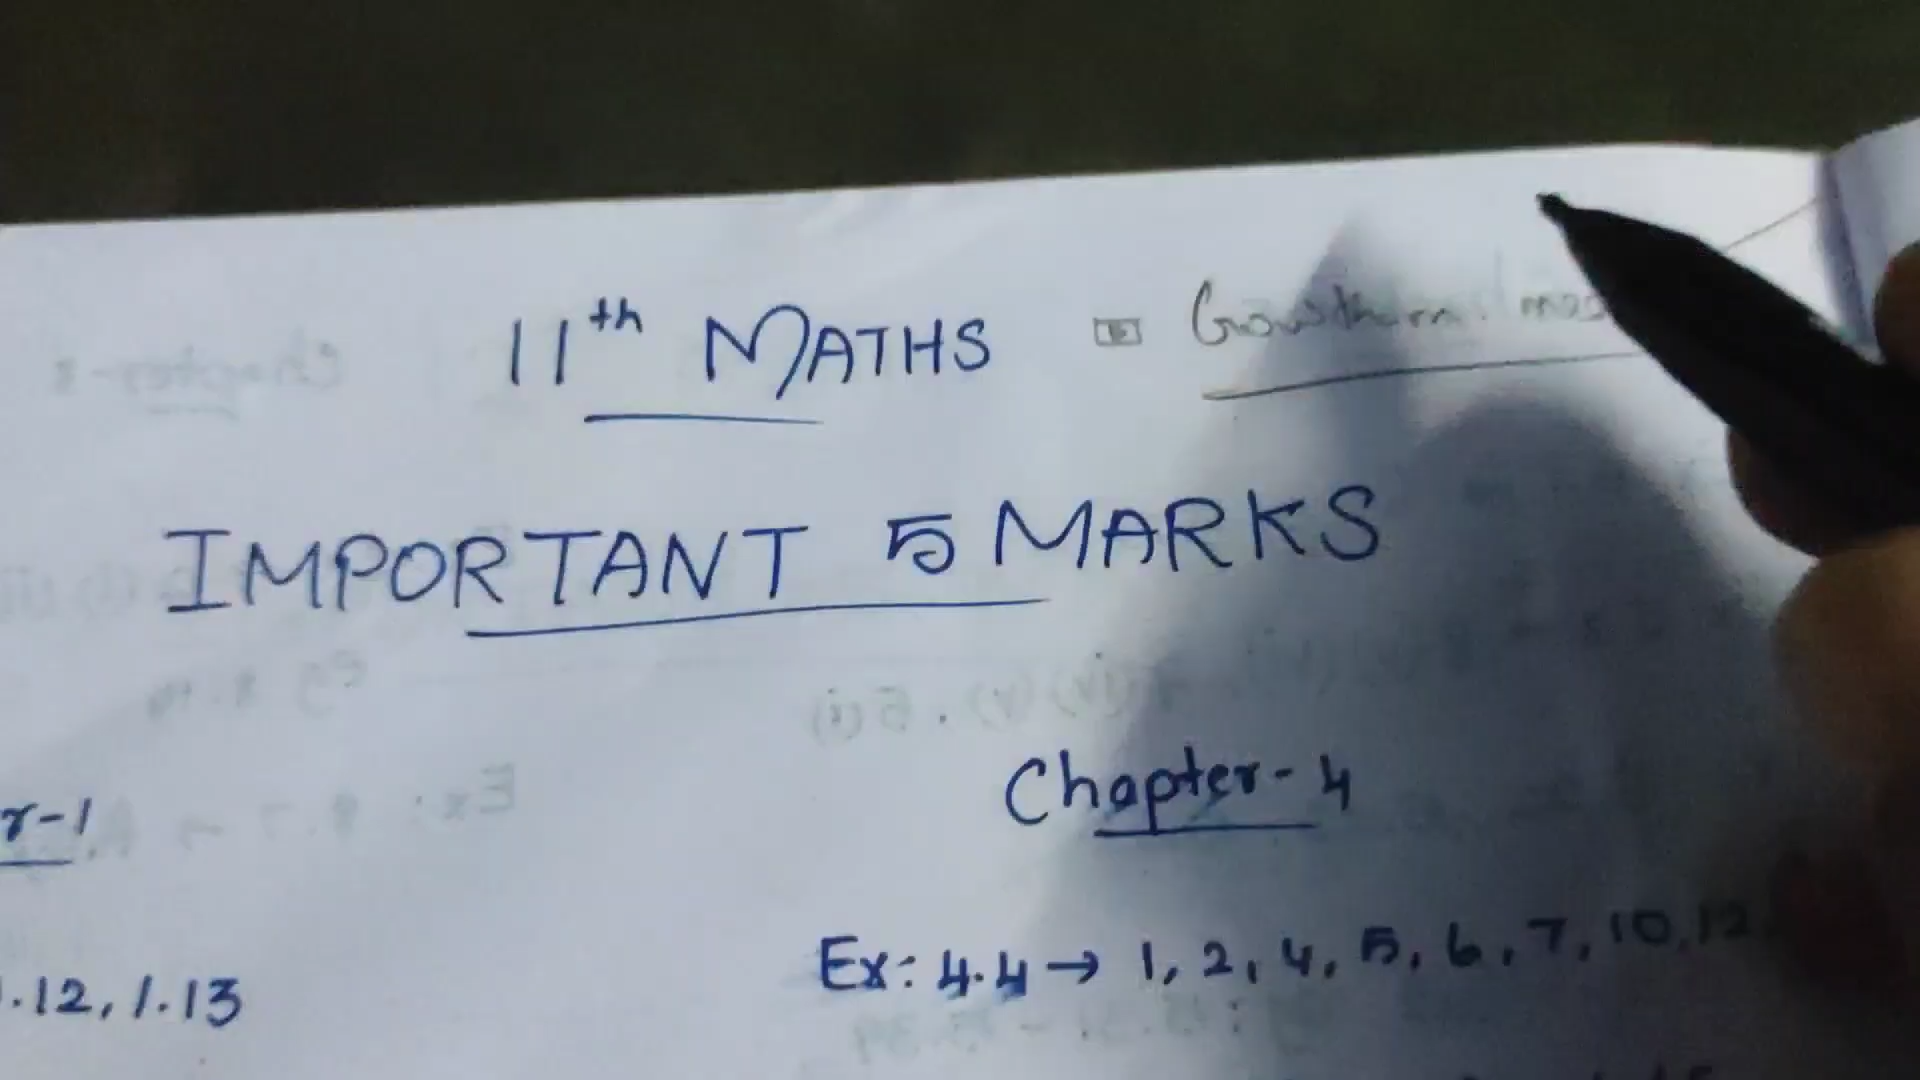 11th MATHS
IMPORTANT 5 MARKS
r-1
Chapter-4
.12, 1.13
Ex: 4.4 → 1, 2, 4, 5, 6, 7, 10, 12